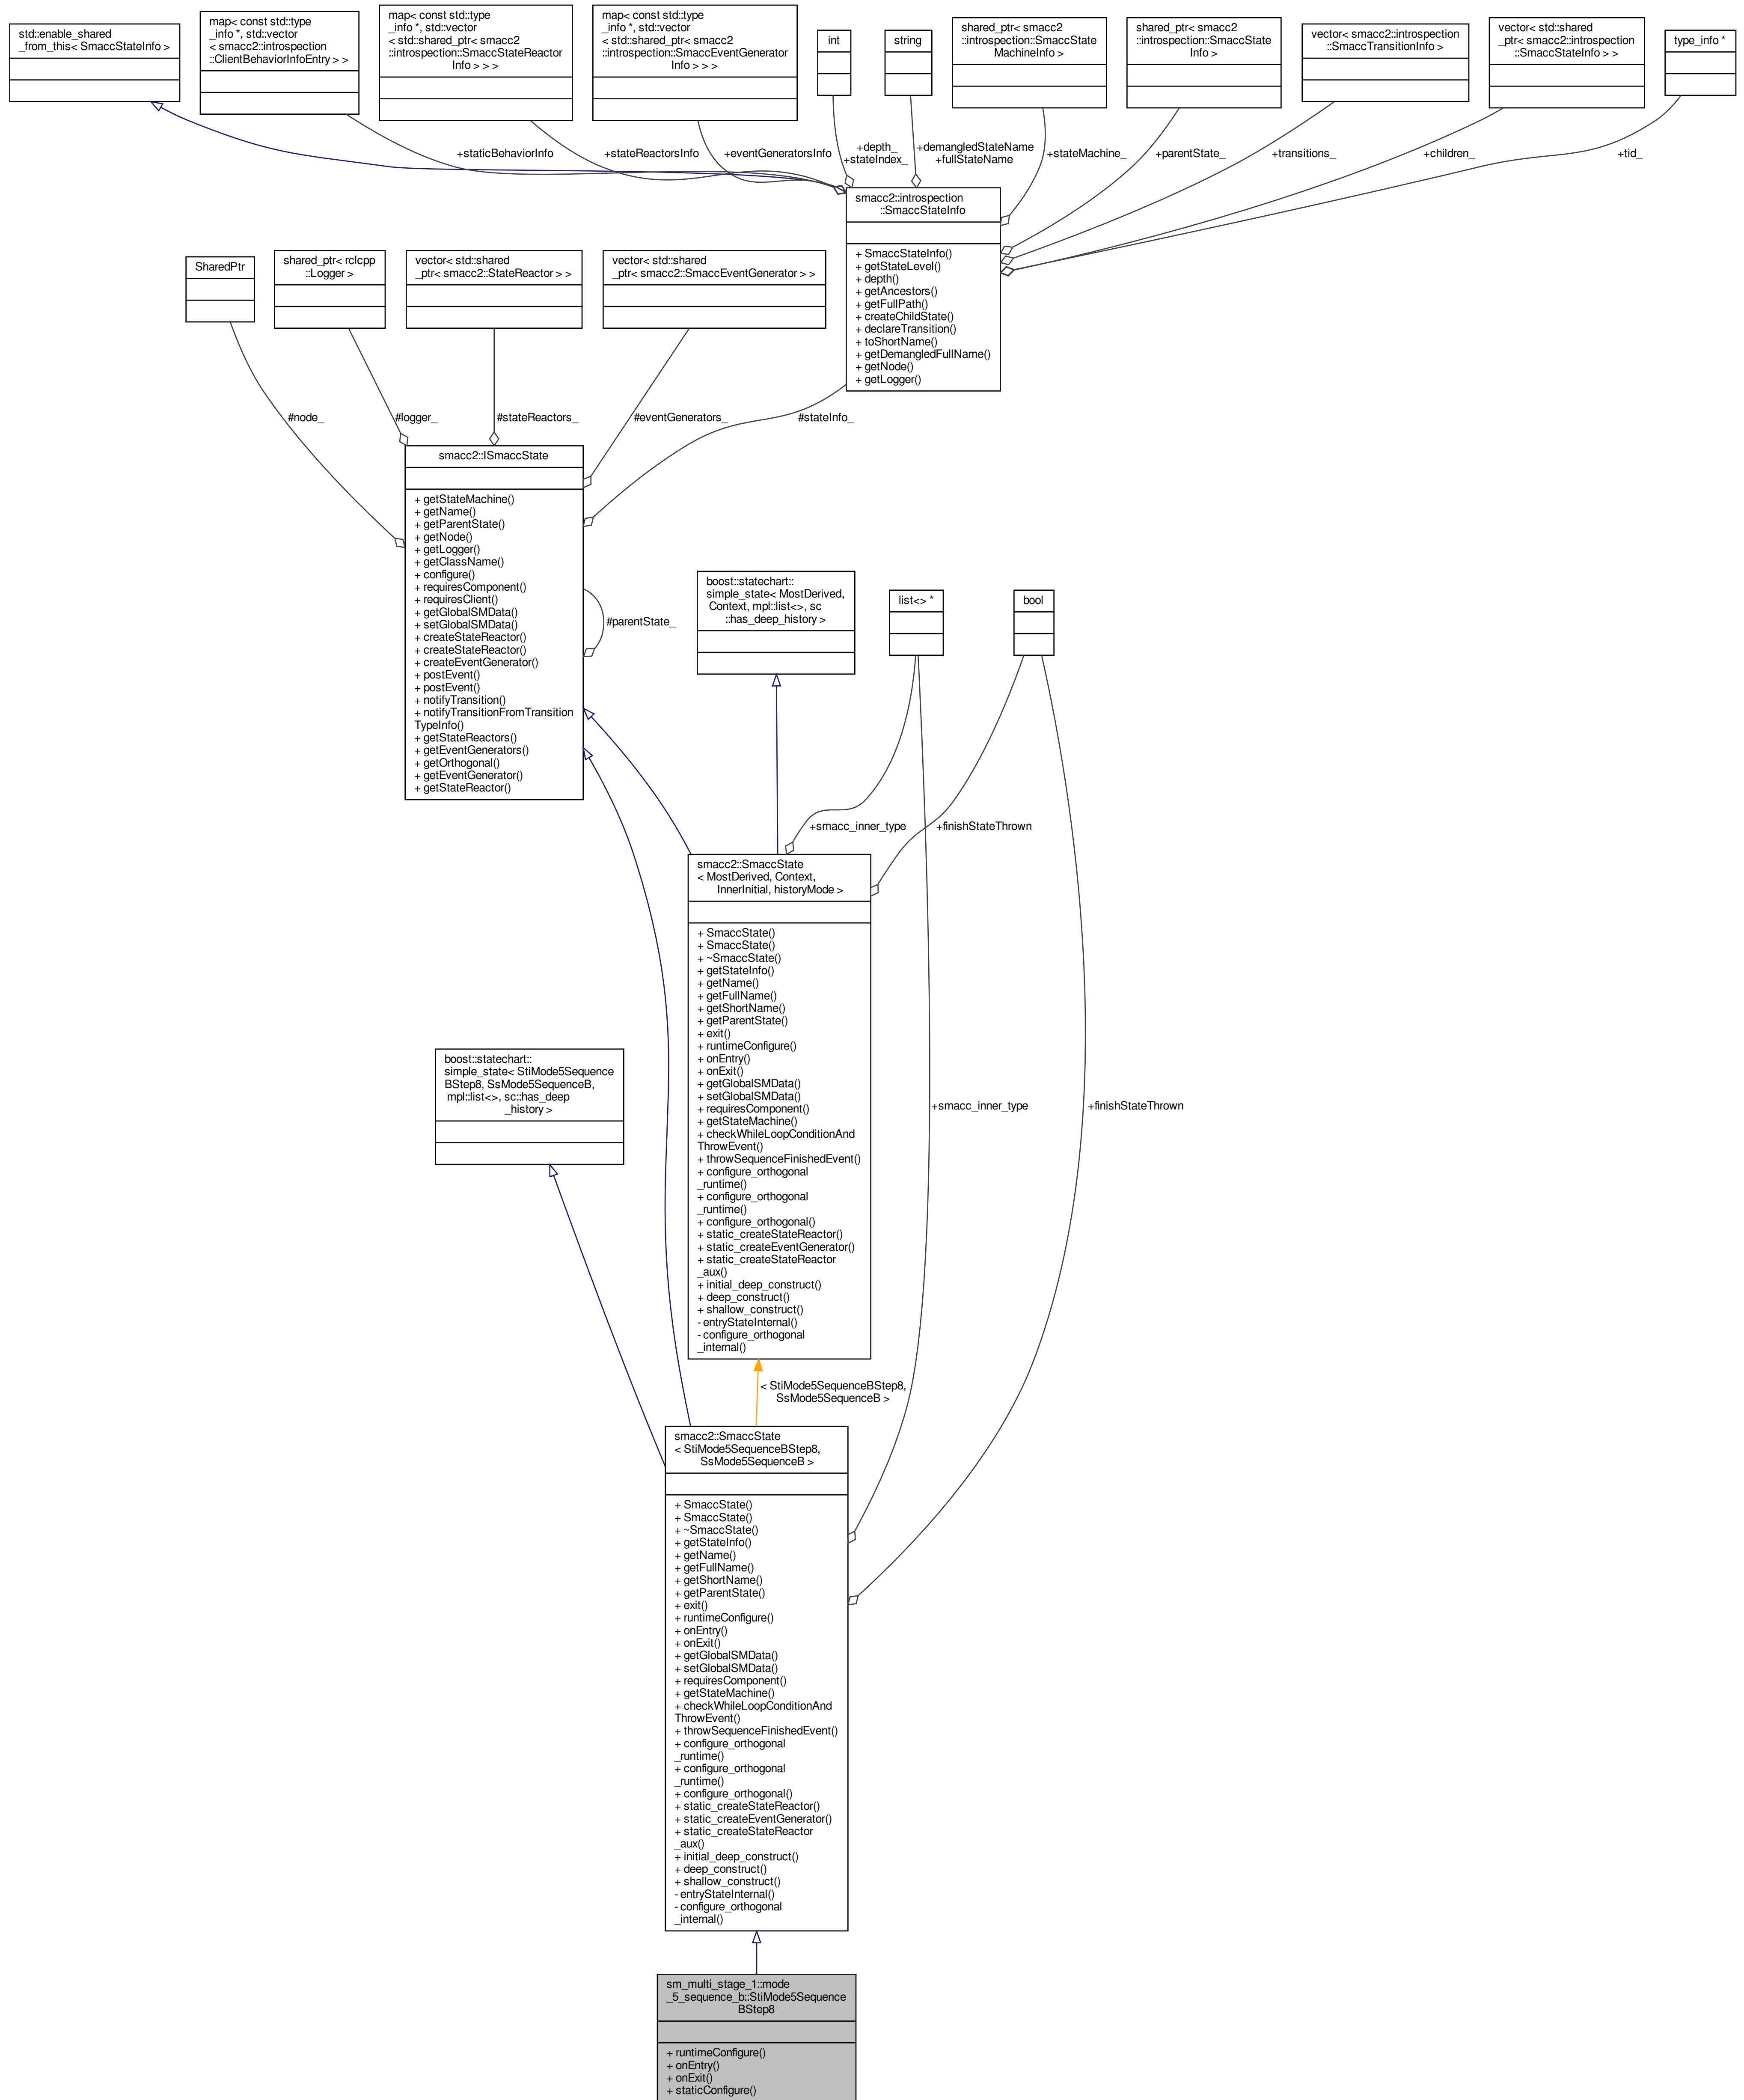 std::enable_shared
_from_this< SmaccStateInfo >
map< const std::type
_info *, std::vector
< smacc2::introspection
::ClientBehaviorInfoEntry > >
map< const std::type
_info *, std::vector
< std::shared_ptr< smacc2
::introspection::SmaccStateReactor
Info > > >
map< const std::type
_info *, std::vector
< std::shared_ptr< smacc2
::introspection::SmaccEventGenerator
Info > > >
int
string
shared_ptr< smacc2
::introspection::SmaccState
MachineInfo >
shared_ptr< smacc2
::introspection::SmaccState
Info >
vector< smacc2::introspection
::SmaccTransitionInfo >
vector< std::shared
_ptr< smacc2::introspection
::SmaccStateInfo > >
type_info *
+staticBehaviorInfo
+stateReactorsInfo
+eventGeneratorsInfo
+depth_
+stateIndex_
+demangledStateName
+fullStateName
+stateMachine_
+parentState_
+transitions_
+children_
+tid_
smacc2::introspection
::SmaccStateInfo
+ SmaccStateInfo()
+ getStateLevel()
+ depth()
+ getAncestors()
+ getFullPath()
+ createChildState()
+ declareTransition()
+ toShortName()
+ getDemangledFullName()
+ getNode()
+ getLogger()
SharedPtr
shared_ptr< rclcpp
::Logger >
vector< std::shared
_ptr< smacc2::StateReactor > >
vector< std::shared
_ptr< smacc2::SmaccEventGenerator > >
#node_
#logger_
#stateReactors_
#eventGenerators_
#stateInfo_
smacc2::ISmaccState
+ getStateMachine()
+ getName()
+ getParentState()
+ getNode()
+ getLogger()
+ getClassName()
+ configure()
+ requiresComponent()
+ requiresClient()
+ getGlobalSMData()
+ setGlobalSMData()
+ createStateReactor()
+ createStateReactor()
+ createEventGenerator()
+ postEvent()
+ postEvent()
+ notifyTransition()
+ notifyTransitionFromTransition
TypeInfo()
+ getStateReactors()
+ getEventGenerators()
+ getOrthogonal()
+ getEventGenerator()
+ getStateReactor()
#parentState_
boost::statechart::
simple_state< MostDerived,
Context, mpl::list<>, sc
::has_deep_history >
list<> *
bool
+smacc_inner_type
+finishStateThrown
smacc2::SmaccState
< MostDerived, Context,
InnerInitial, historyMode >
+ SmaccState()
+ SmaccState()
+ ~SmaccState()
+ getStateInfo()
+ getName()
+ getFullName()
+ getShortName()
+ getParentState()
+ exit()
+ runtimeConfigure()
+ onEntry()
+ onExit()
+ getGlobalSMData()
+ setGlobalSMData()
+ requiresComponent()
+ getStateMachine()
+ checkWhileLoopConditionAnd
ThrowEvent()
+ throwSequenceFinishedEvent()
+ configure_orthogonal
_runtime()
+ configure_orthogonal
_runtime()
+ configure_orthogonal()
+ static_createStateReactor()
+ static_createEventGenerator()
+ static_createStateReactor
_aux()
+ initial_deep_construct()
+ deep_construct()
+ shallow_construct()
- entryStateInternal()
- configure_orthogonal
_internal()
boost::statechart::
simple_state< StiMode5Sequence
BStep8, SsMode5SequenceB,
mpl::list<>, sc::has_deep
_history >
+smacc_inner_type
+finishStateThrown
< StiMode5SequenceBStep8,
SsMode5SequenceB >
smacc2::SmaccState
< StiMode5SequenceBStep8,
SsMode5SequenceB >
+ SmaccState()
+ SmaccState()
+ ~SmaccState()
+ getStateInfo()
+ getName()
+ getFullName()
+ getShortName()
+ getParentState()
+ exit()
+ runtimeConfigure()
+ onEntry()
+ onExit()
+ getGlobalSMData()
+ setGlobalSMData()
+ requiresComponent()
+ getStateMachine()
+ checkWhileLoopConditionAnd
ThrowEvent()
+ throwSequenceFinishedEvent()
+ configure_orthogonal
_runtime()
+ configure_orthogonal
_runtime()
+ configure_orthogonal()
+ static_createStateReactor()
+ static_createEventGenerator()
+ static_createStateReactor
_aux()
+ initial_deep_construct()
+ deep_construct()
+ shallow_construct()
- entryStateInternal()
- configure_orthogonal
_internal()
sm_multi_stage_1::mode
_5_sequence_b::StiMode5Sequence
BStep8
+ runtimeConfigure()
+ onEntry()
+ onExit()
+ staticConfigure()